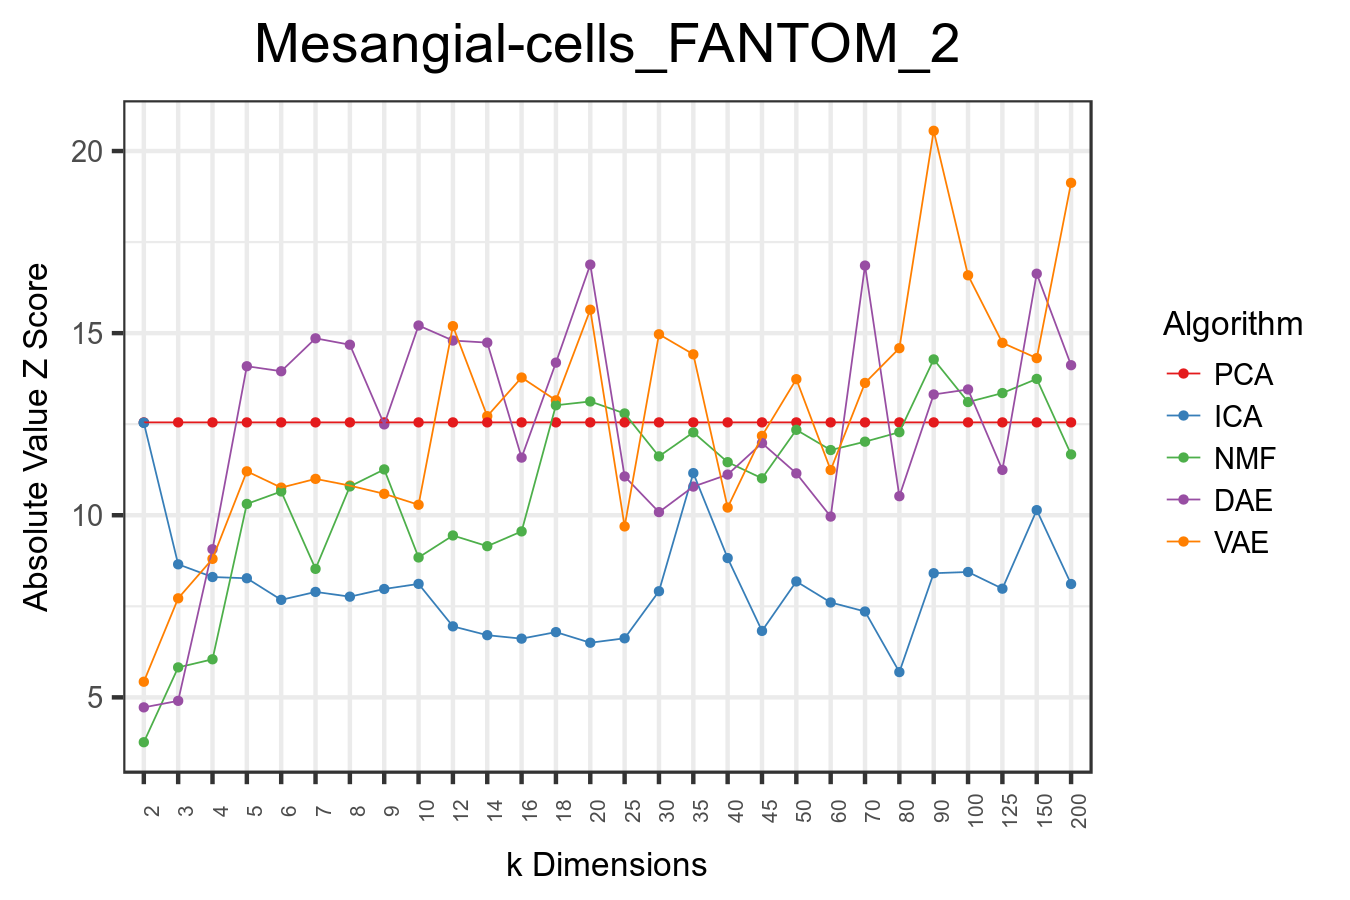 Mesangial-cells_FANTOM_2
Absolute Value Z Score
20
15
10
5
2 3 4 5 6 7 8 9 10 12 14 16 18 20 25 30 35 40 45 50 60 70 80 90 100 125 150 200
k Dimensions
Algorithm
PCA
ICA
NMF
DAE
VAE